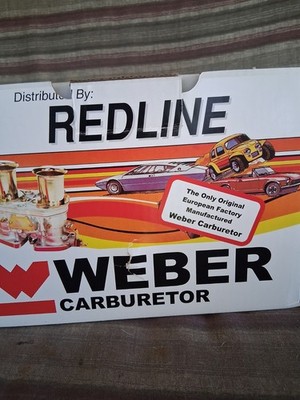 Distributed By:
REDLINE
The Only Original
European Factory
Manufactured
Weber Carburetor
WEBER
CARBURETOR